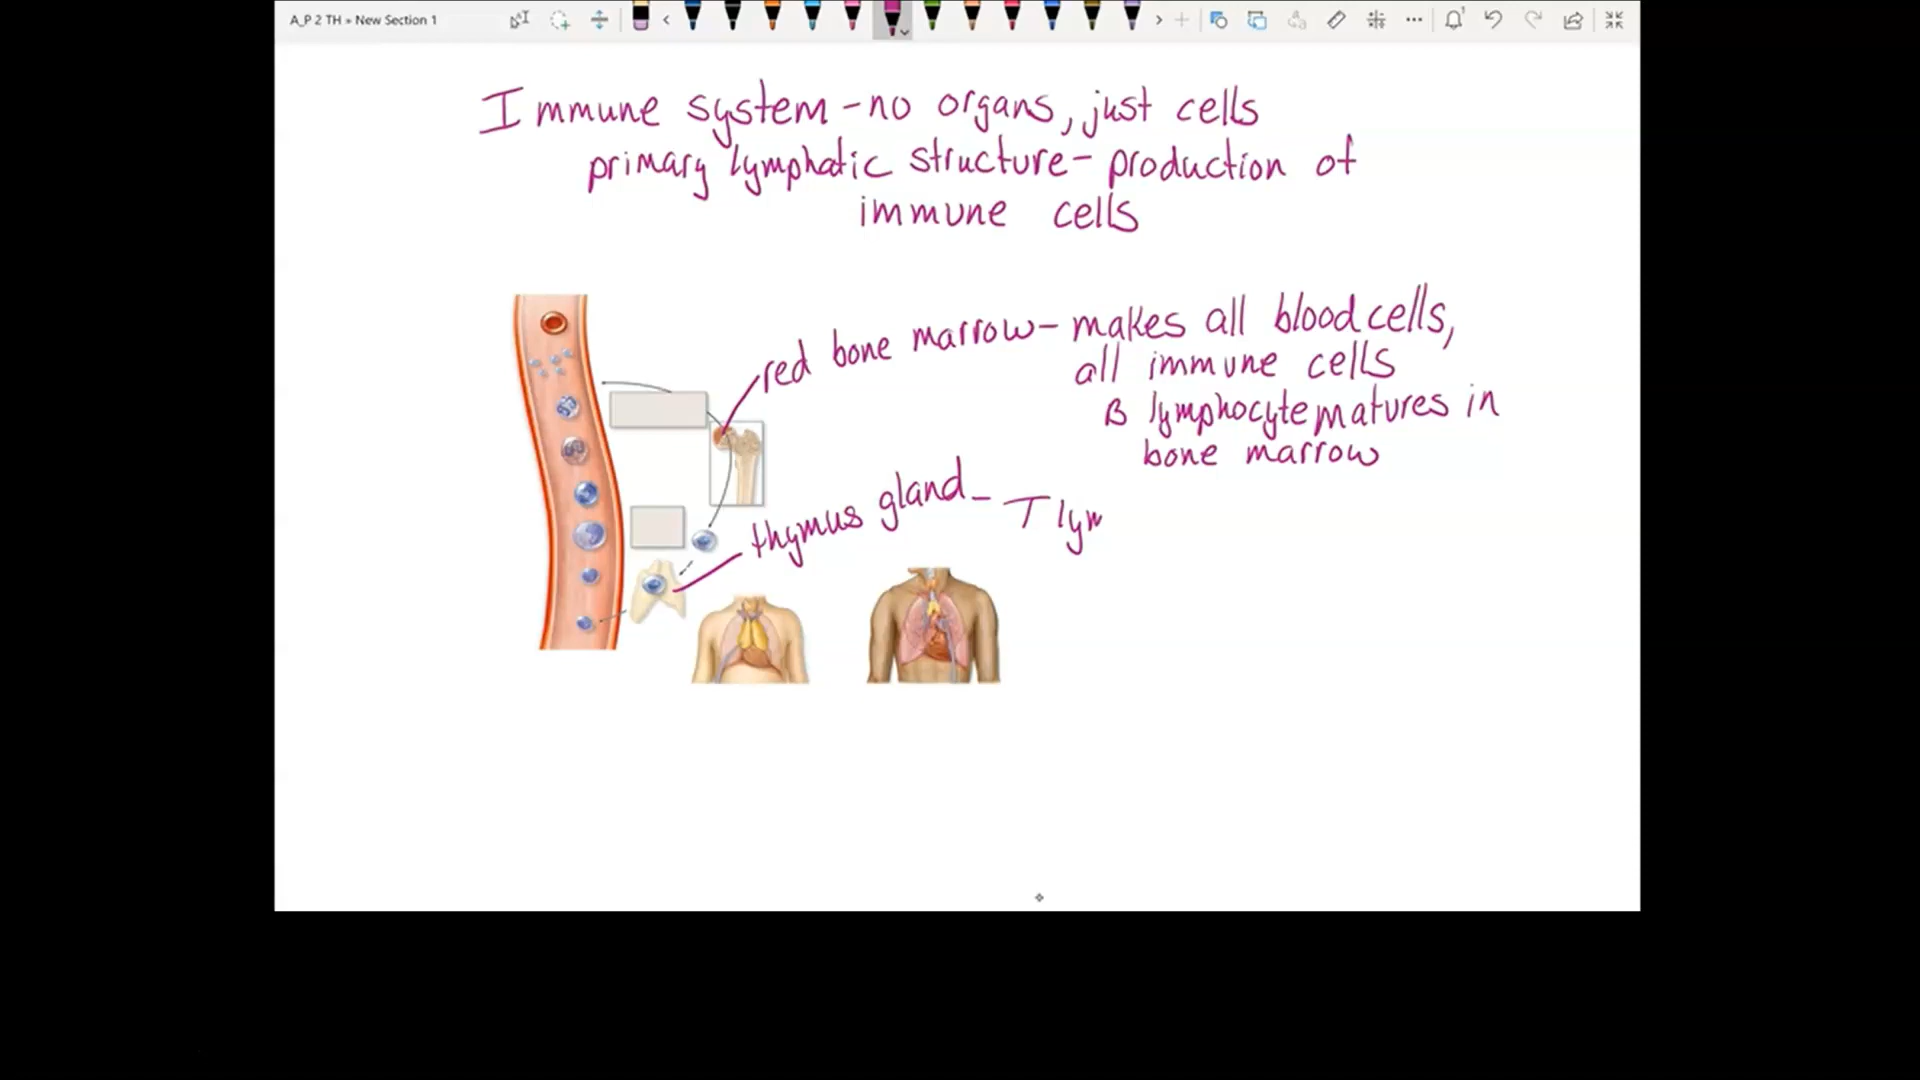 A_P 2 TH » New Section 1
Immune system - no organs, just cells
primary lymphatic structure - production of
immune cells
red bone marrow - makes all blood cells,
all immune cells
B lymphocyte matures in
bone marrow
thymus gland - T lym